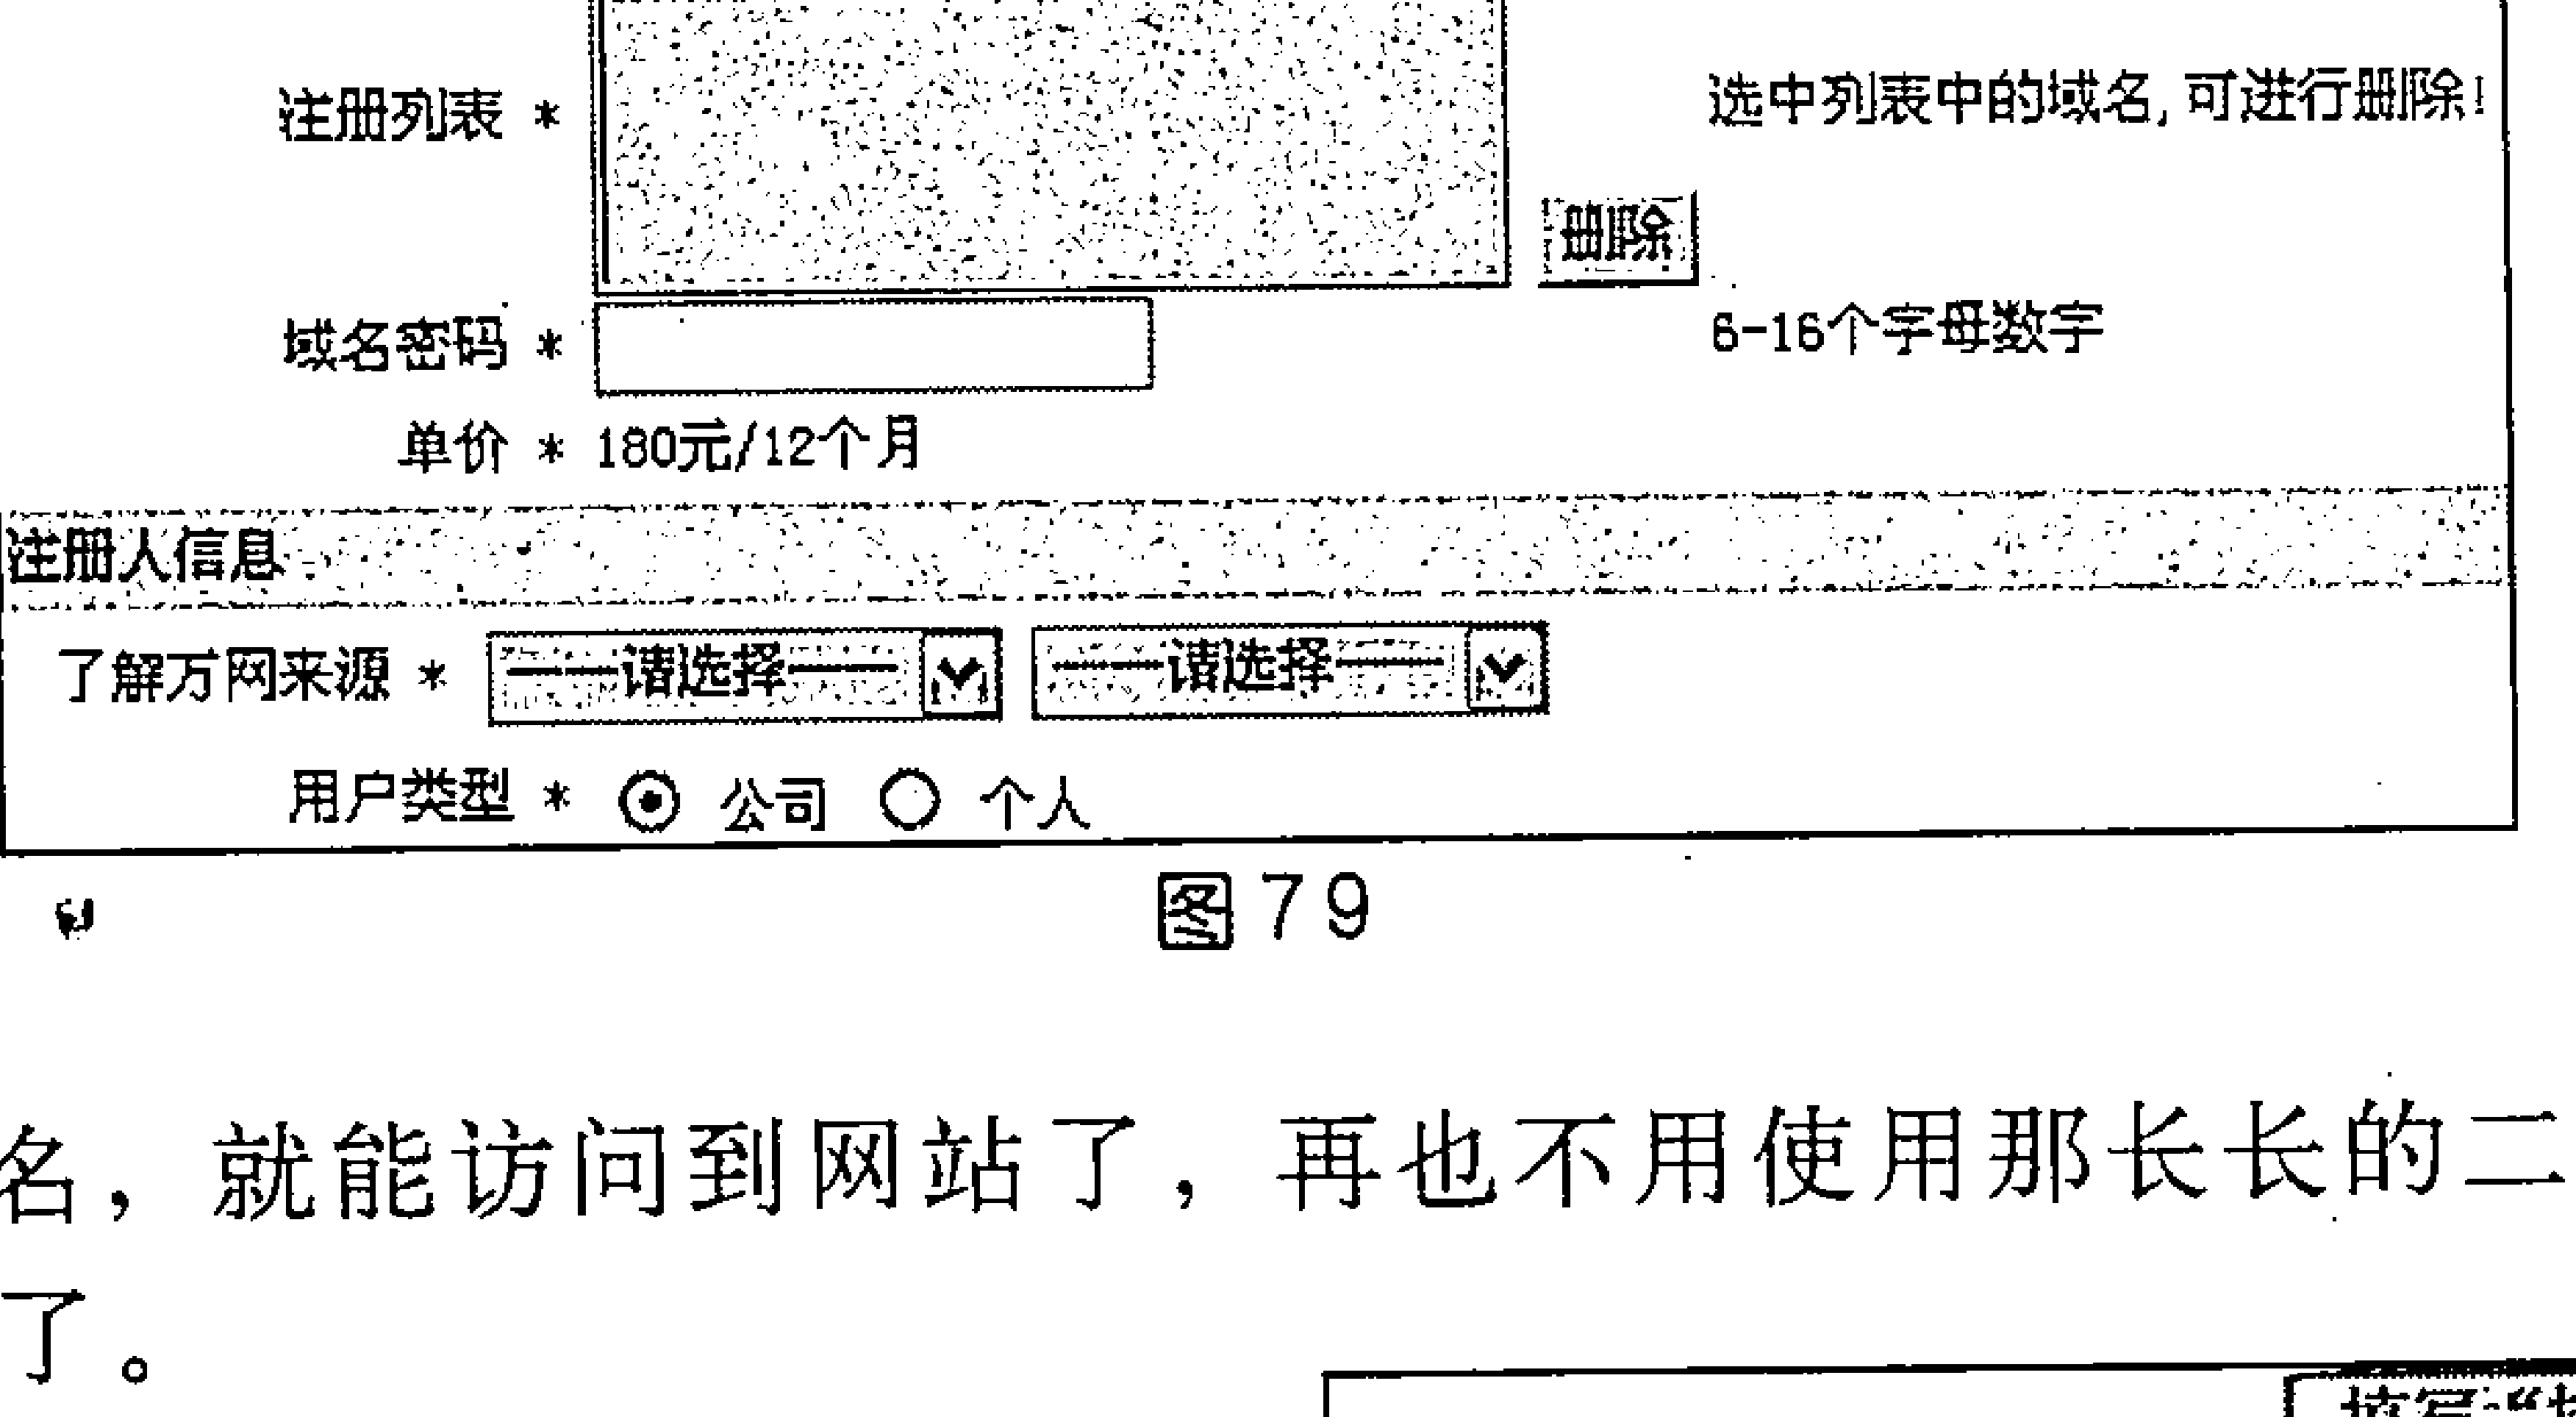 注册列表 * 选中列表中的域名,可进行删除!
删除
域名密码 * 6-16个字母数字
单价 * 180元/12个月
注册人信息
了解万网来源 * ——请选择—— ——请选择——
用户类型 * 公司 个人
图79
名，就能访问到网站了，再也不用使用那长长的二
了。
填写“